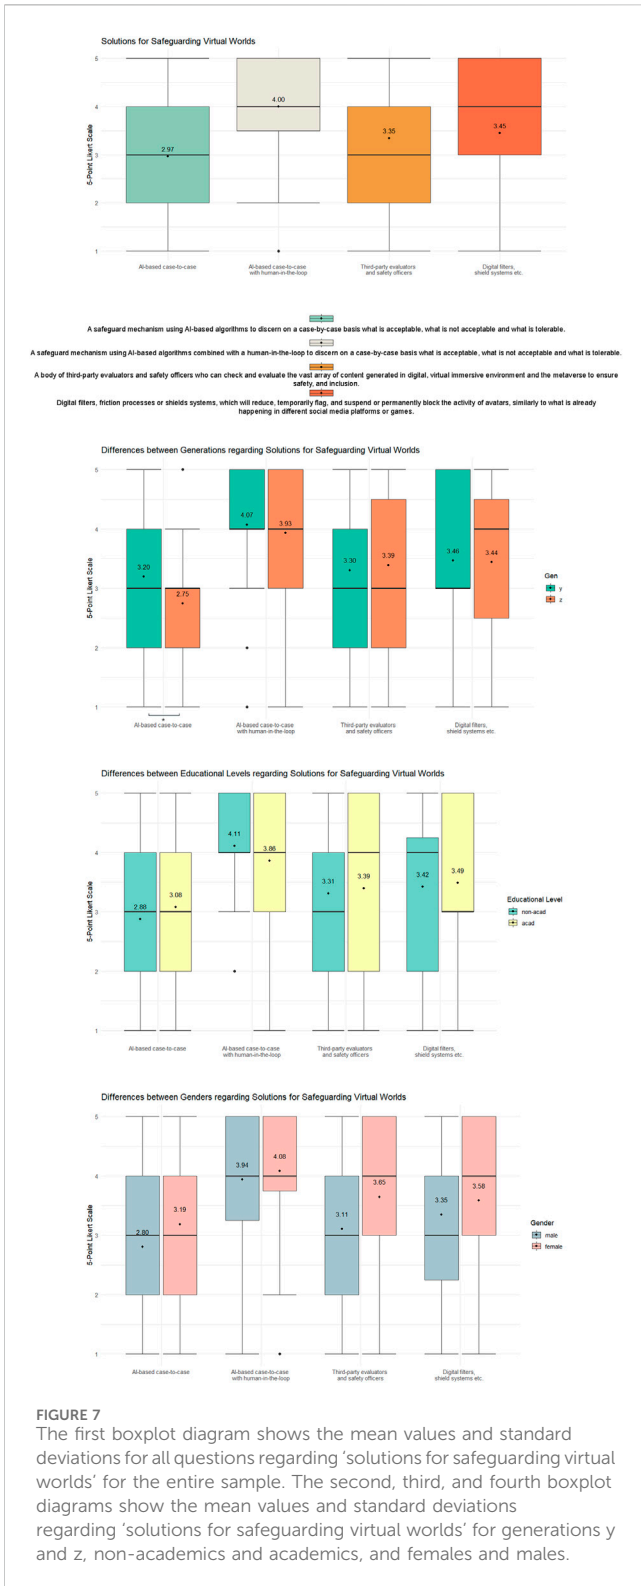 Solutions for Safeguarding Virtual Worlds
5-Point Likert Scale
5
4
3
2
1
2.97
4.00
3.35
3.45
AI-based case-to-case
AI-based case-to-case
with human-in-the-loop
Third-party evaluators
and safety officers
Digital filters,
shield systems etc.
A safeguard mechanism using AI-based algorithms to discern on a case-by-case basis what is acceptable, what is not acceptable and what is tolerable.
A safeguard mechanism using AI-based algorithms combined with a human-in-the-loop to discern on a case-by-case basis what is acceptable, what is not acceptable and what is tolerable.
A body of third-party evaluators and safety officers who can check and evaluate the vast array of content generated in digital, virtual immersive environment and the metaverse to ensure
safety, and inclusion.
Digital filters, friction processes or shields systems, which will reduce, temporarily flag, and suspend or permanently block the activity of avatars, similarly to what is already
happening in different social media platforms or games.
Differences between Generations regarding Solutions for Safeguarding Virtual Worlds
5-Point Likert Scale
5
4
3
2
1
3.20
2.75
4.07
3.93
3.30
3.39
3.46
3.44
*
AI-based case-to-case
AI-based case-to-case
with human-in-the-loop
Third-party evaluators
and safety officers
Digital filters,
shield systems etc.
Gen
y
z
Differences between Educational Levels regarding Solutions for Safeguarding Virtual Worlds
5-Point Likert Scale
5
4
3
2
1
2.88
3.08
4.11
3.86
3.31
3.39
3.42
3.49
AI-based case-to-case
AI-based case-to-case
with human-in-the-loop
Third-party evaluators
and safety officers
Digital filters,
shield systems etc.
Educational Level
non-acad
acad
Differences between Genders regarding Solutions for Safeguarding Virtual Worlds
5-Point Likert Scale
5
4
3
2
1
2.80
3.19
3.94
4.08
3.11
3.65
3.35
3.58
AI-based case-to-case
AI-based case-to-case
with human-in-the-loop
Third-party evaluators
and safety officers
Digital filters,
shield systems etc.
Gender
male
female
FIGURE 7
The first boxplot diagram shows the mean values and standard
deviations for all questions regarding ‘solutions for safeguarding virtual
worlds’ for the entire sample. The second, third, and fourth boxplot
diagrams show the mean values and standard deviations
regarding ‘solutions for safeguarding virtual worlds’ for generations y
and z, non-academics and academics, and females and males.